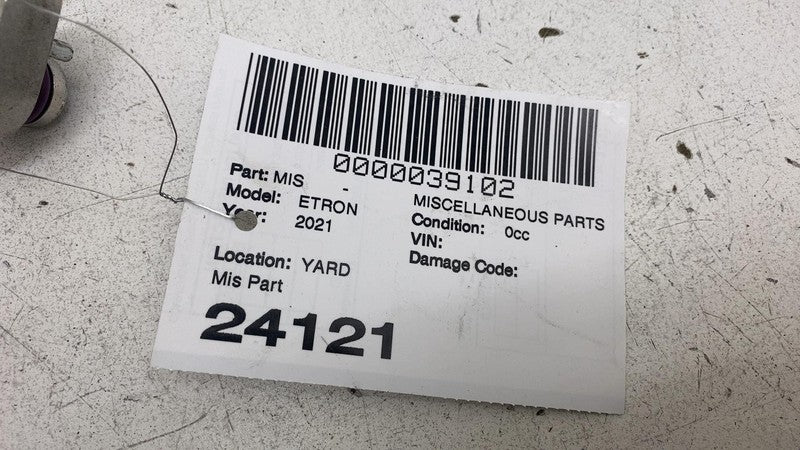 0000039102
Part: MIS -
MISCELLANEOUS PARTS
Model: ETRON
Condition: 0cc
Year: 2021
VIN:
Damage Code:
Location: YARD
Mis Part
24121